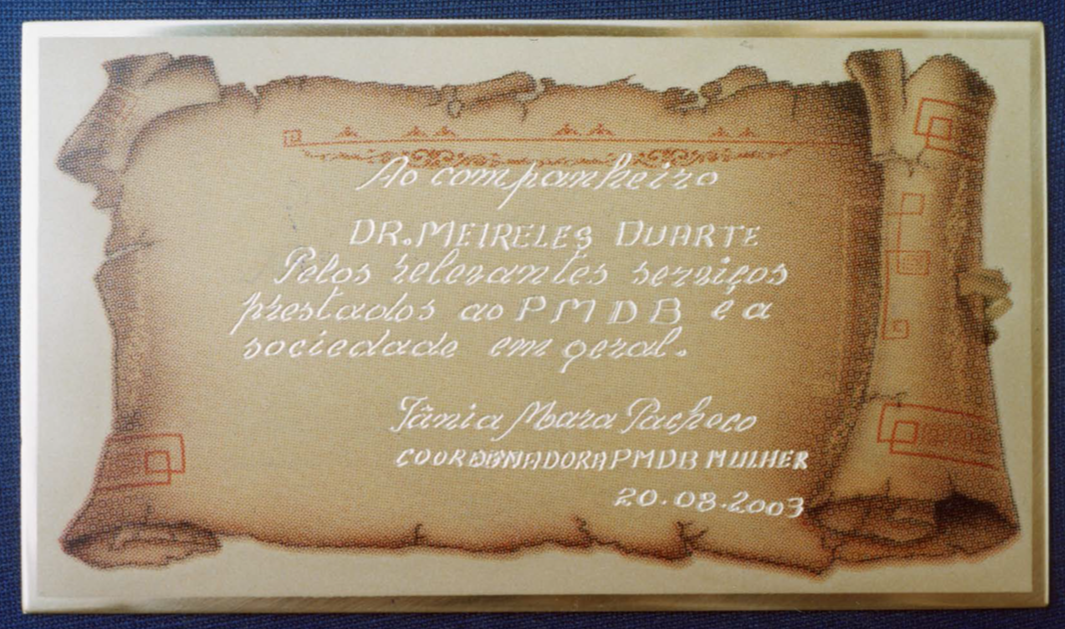 Ao companheiro
DR. MEIRELES DUARTE
Pelos relevantes serviços
prestados ao PMDB e a
sociedade em geral.
Tânia Mara Pacheco
COORDENADORA PMDB MULHER
20.08.2003